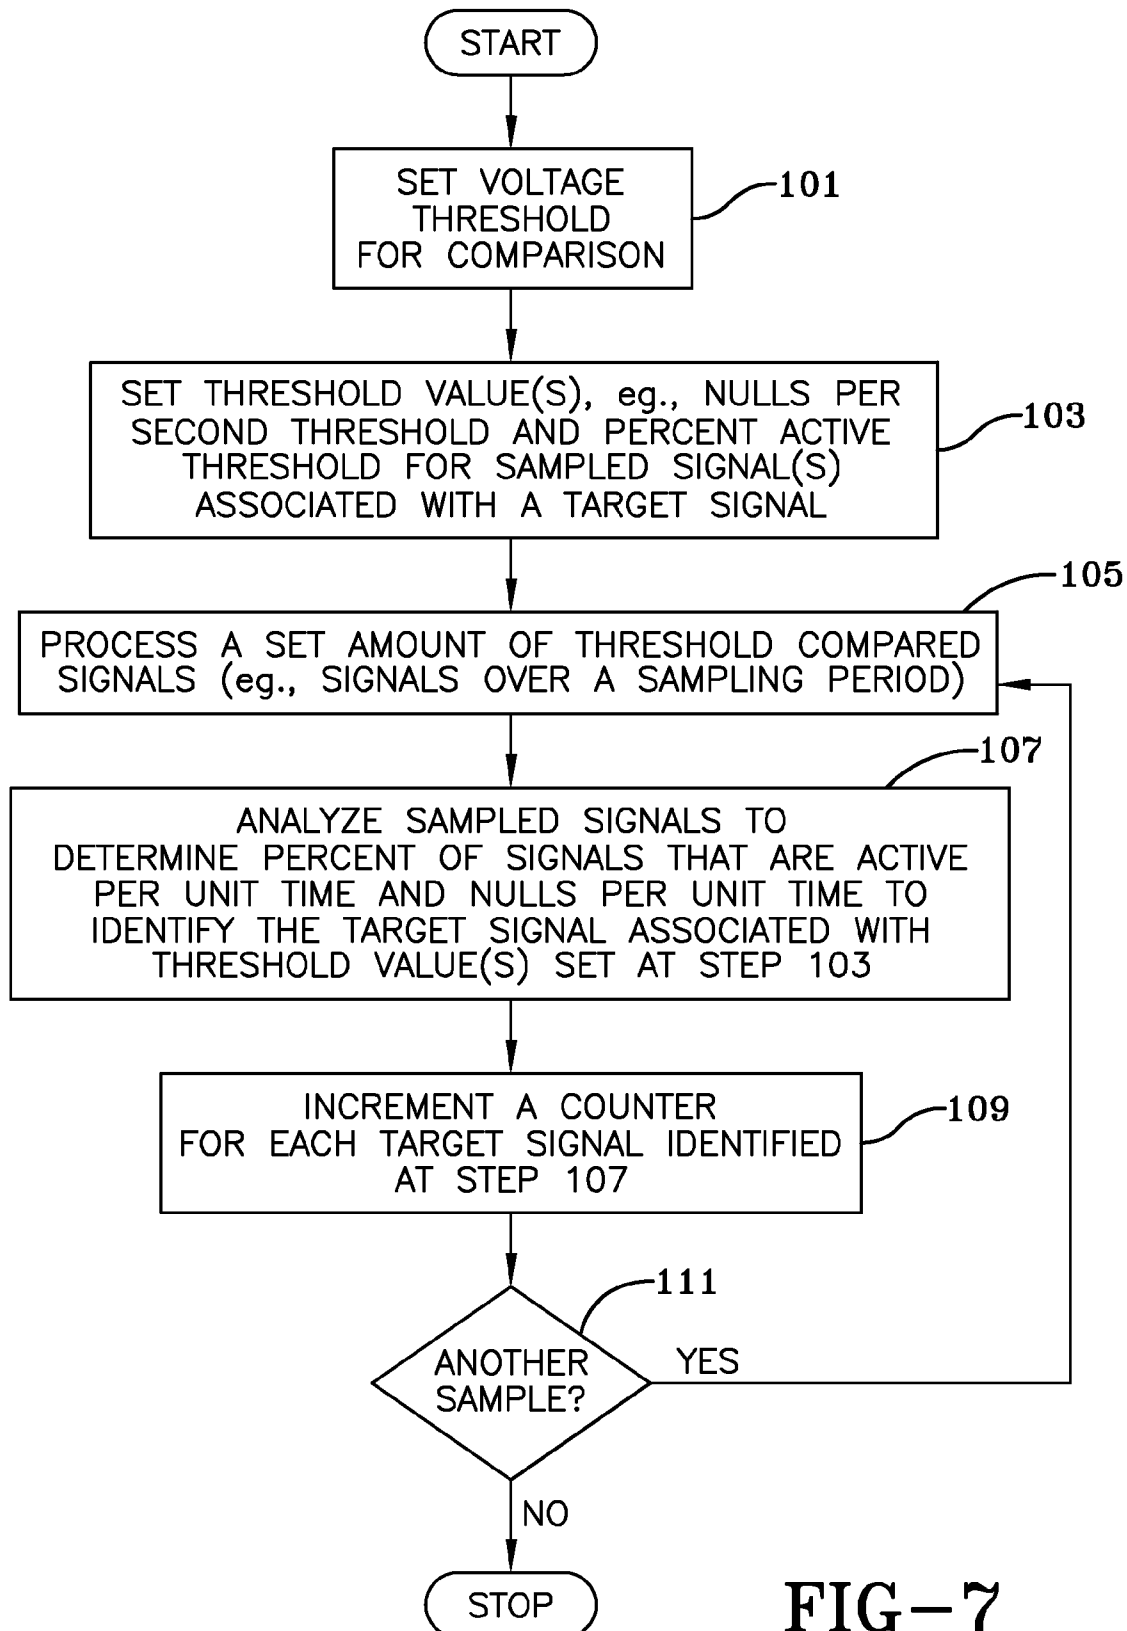 START
SET VOLTAGE
THRESHOLD
FOR COMPARISON
101
SET THRESHOLD VALUE(S), eg., NULLS PER
SECOND THRESHOLD AND PERCENT ACTIVE
THRESHOLD FOR SAMPLED SIGNAL(S)
ASSOCIATED WITH A TARGET SIGNAL
103
105
PROCESS A SET AMOUNT OF THRESHOLD COMPARED
SIGNALS (eg., SIGNALS OVER A SAMPLING PERIOD)
107
ANALYZE SAMPLED SIGNALS TO
DETERMINE PERCENT OF SIGNALS THAT ARE ACTIVE
PER UNIT TIME AND NULLS PER UNIT TIME TO
IDENTIFY THE TARGET SIGNAL ASSOCIATED WITH
THRESHOLD VALUE(S) SET AT STEP 103
INCREMENT A COUNTER
FOR EACH TARGET SIGNAL IDENTIFIED
AT STEP 107
109
111
ANOTHER
SAMPLE?
YES
NO
STOP
FIG-7